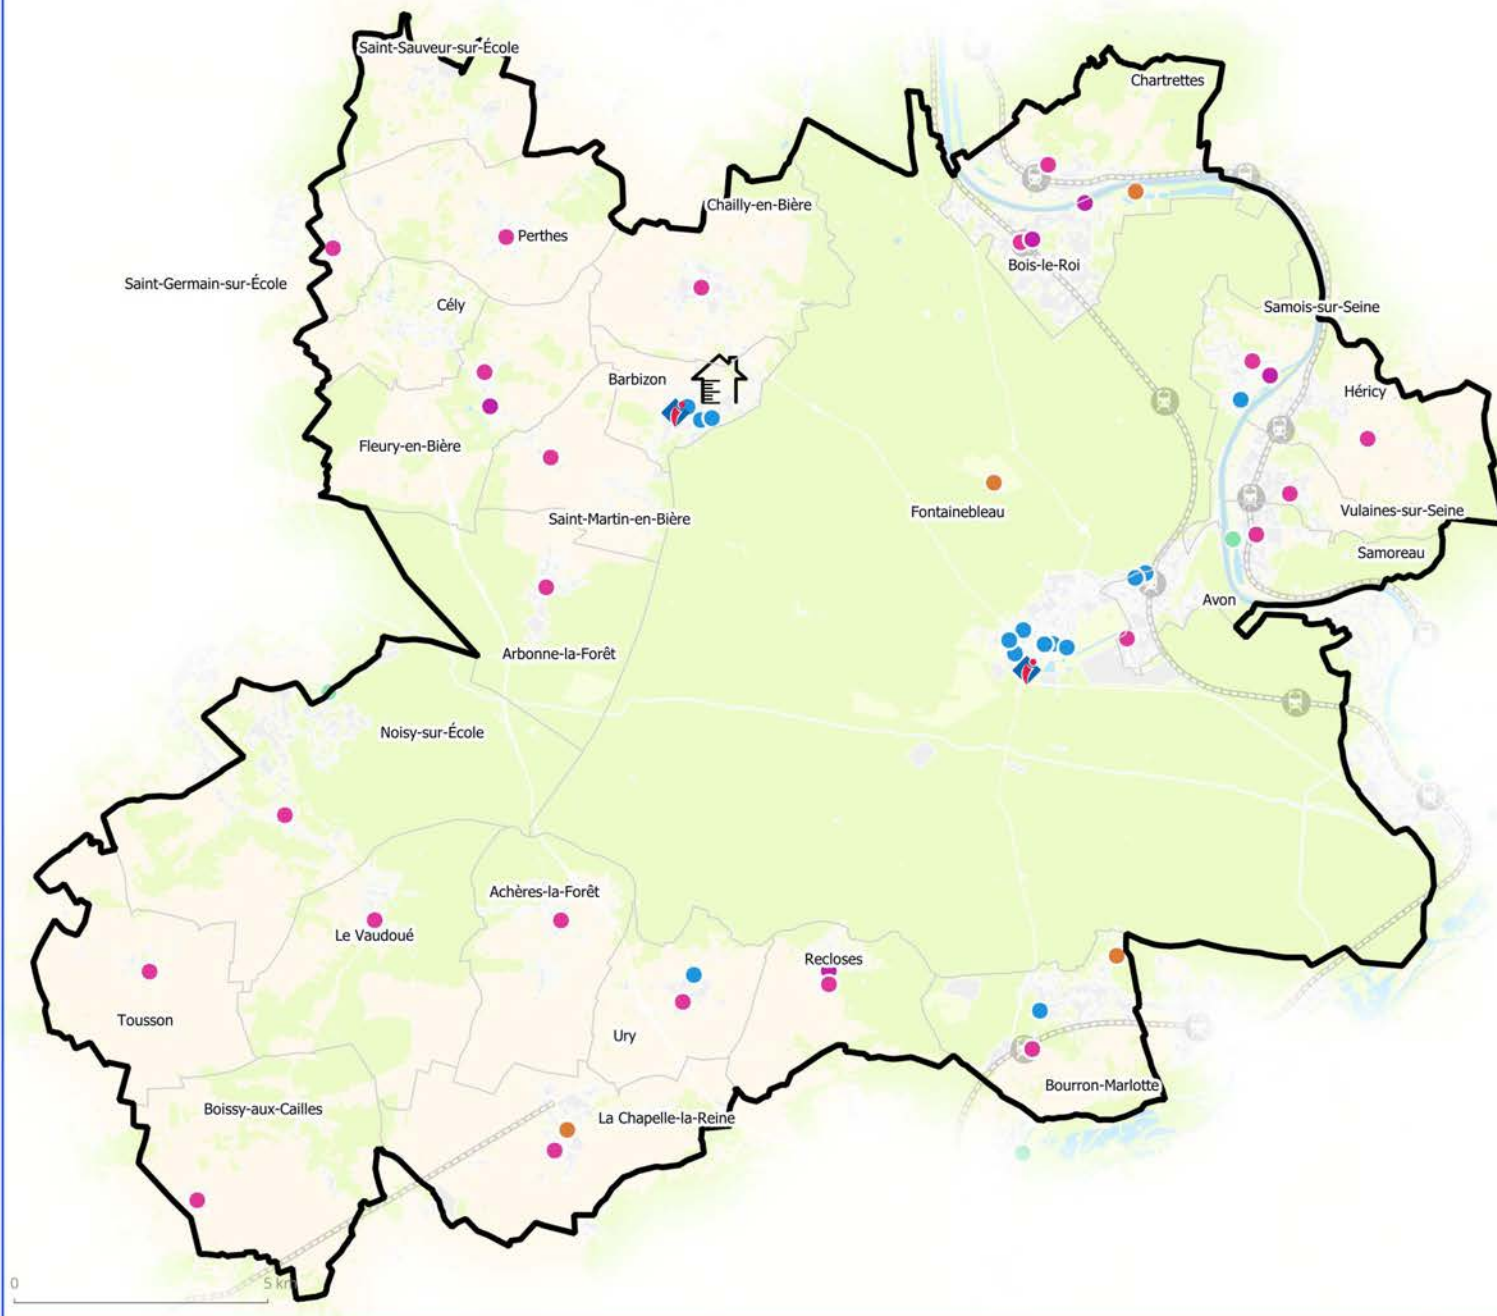 Saint-Sauveur-sur-École
Chartrettes
Chailly-en-Bière
Perthes
Saint-Germain-sur-École
Bois-le-Roi
Cély
Samois-sur-Seine
Barbizon
Héricy
Fleury-en-Bière
Fontainebleau
Vulaines-sur-Seine
Saint-Martin-en-Bière
Samoreau
Avon
Arbonne-la-Forêt
Noisy-sur-École
Achères-la-Forêt
Le Vaudoué
Recloses
Tousson
Ury
Bourron-Marlotte
Boissy-aux-Cailles
La Chapelle-la-Reine
0 5 km